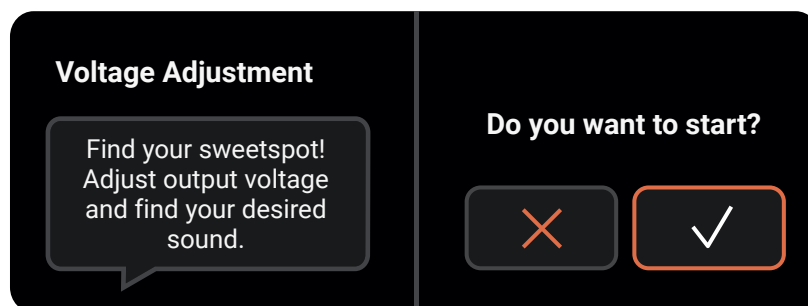 Voltage Adjustment
Find your sweetspot!
Adjust output voltage
and find your desired
sound.
Do you want to start?